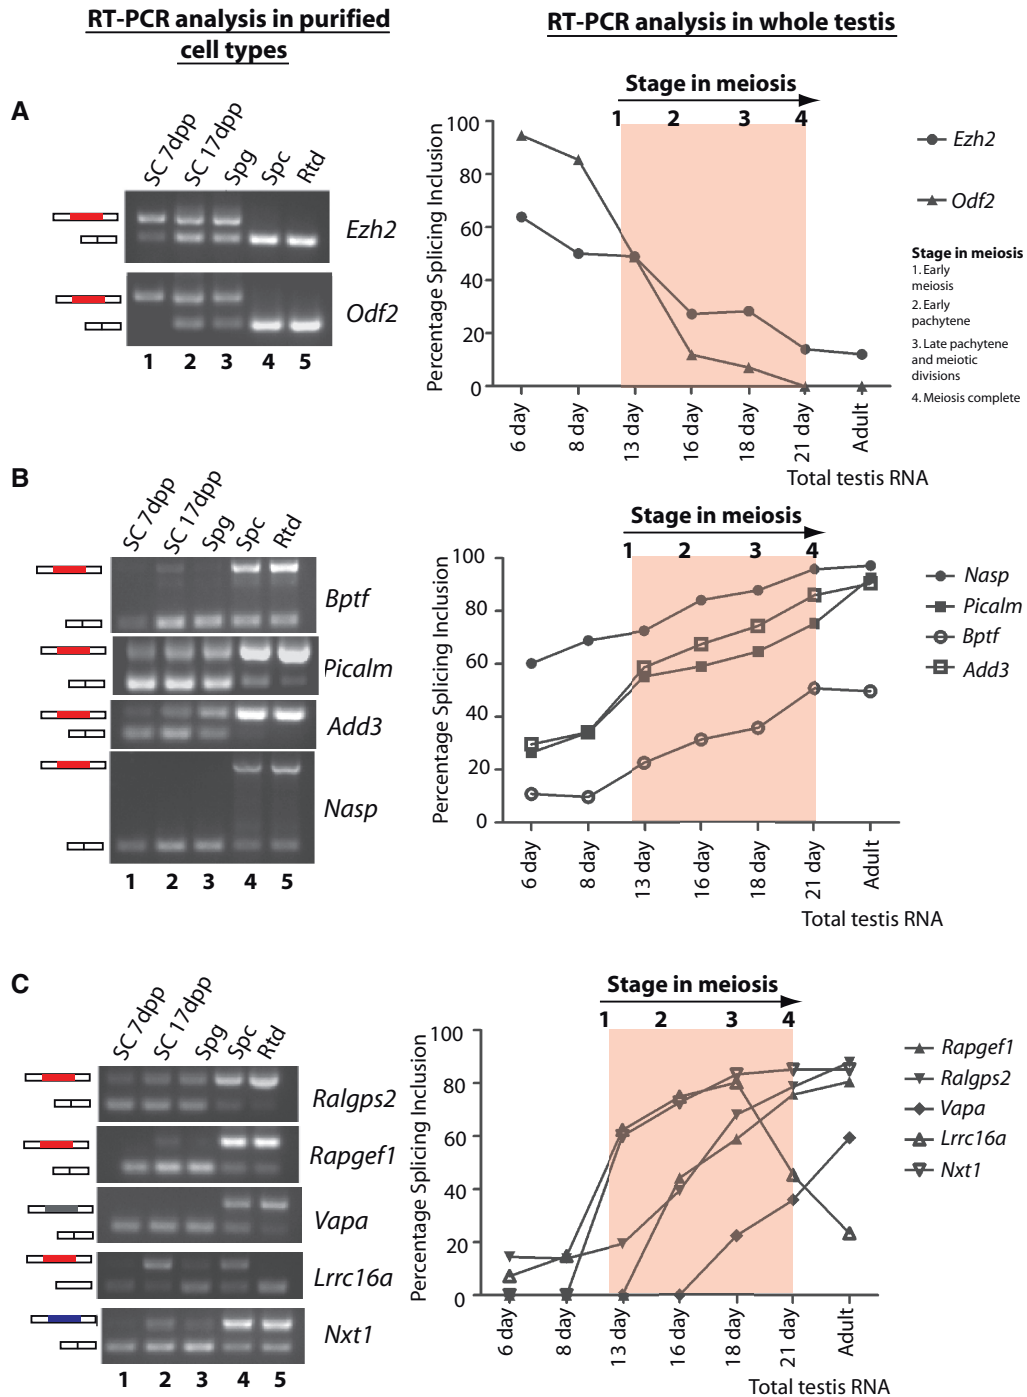 RT-PCR analysis in purified
cell types
RT-PCR analysis in whole testis
A
SC 7dpp
SC 17dpp
Spg
Spc
Rtd
Ezh2
Odf2
1 2 3 4 5
Stage in meiosis
1 2 3 4
Percentage Splicing Inclusion
100
80
60
40
20
0
6 day
8 day
13 day
16 day
18 day
21 day
Adult
Total testis RNA
Ezh2
Odf2
Stage in meiosis
1. Early
meiosis
2. Early
pachytene
3. Late pachytene
and meiotic
divisions
4. Meiosis complete
B
SC 7dpp
SC 17dpp
Spg
Spc
Rtd
Bptf
Picalm
Add3
Nasp
1 2 3 4 5
Stage in meiosis
1 2 3 4
Percentage Splicing Inclusion
100
80
60
40
20
0
6 day
8 day
13 day
16 day
18 day
21 day
Adult
Total testis RNA
Nasp
Picalm
Bptf
Add3
C
SC 7dpp
SC 17dpp
Spg
Spc
Rtd
Ralgps2
Rapgef1
Vapa
Lrrc16a
Nxt1
1 2 3 4 5
Stage in meiosis
1 2 3 4
Percentage Splicing Inclusion
100
80
60
40
20
0
6 day
8 day
13 day
16 day
18 day
21 day
Adult
Total testis RNA
Rapgef1
Ralgps2
Vapa
Lrrc16a
Nxt1